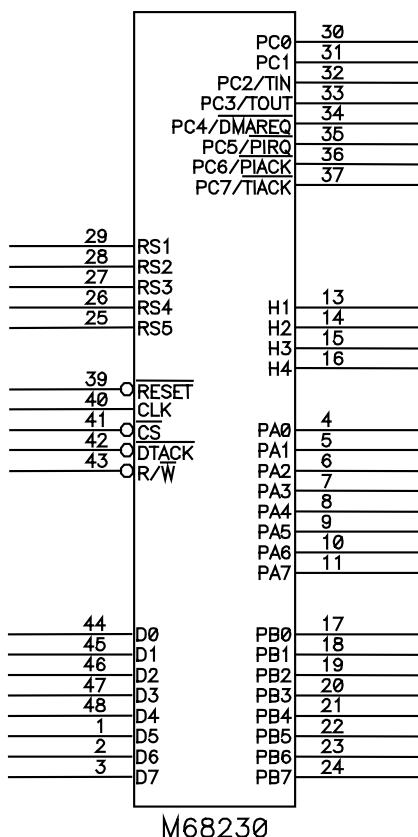 PC0 30
PC1 31
PC2/TIN 32
PC3/TOUT 33
PC4/DMAREQ 34
PC5/PIRQ 35
PC6/PIACK 36
PC7/TIACK 37
29 RS1
28 RS2
27 RS3
26 RS4
25 RS5
H1 13
H2 14
H3 15
H4 16
39 RESET
40 CLK
41 CS
42 DTACK
43 R/W
PA0 4
PA1 5
PA2 6
PA3 7
PA4 8
PA5 9
PA6 10
PA7 11
44 D0 PB0 17
45 D1 PB1 18
46 D2 PB2 19
47 D3 PB3 20
48 D4 PB4 21
1 D5 PB5 22
2 D6 PB6 23
3 D7 PB7 24
M68230